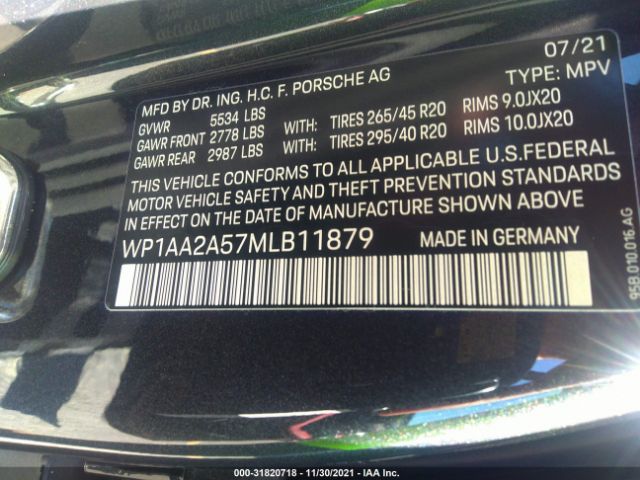 07/21
MFD BY DR. ING. H.C. F. PORSCHE AG TYPE: MPV
GVWR 5534 LBS
GAWR FRONT 2778 LBS WITH: TIRES 265/45 R20 RIMS 9.0JX20
GAWR REAR 2987 LBS WITH: TIRES 295/40 R20 RIMS 10.0JX20
THIS VEHICLE CONFORMS TO ALL APPLICABLE U.S.FEDERAL
MOTOR VEHICLE SAFETY AND THEFT PREVENTION STANDARDS
IN EFFECT ON THE DATE OF MANUFACTURE SHOWN ABOVE
WP1AA2A57MLB11879 MADE IN GERMANY
95B.010.016.AG
000-31820718 - 11/30/2021 - IAA Inc.